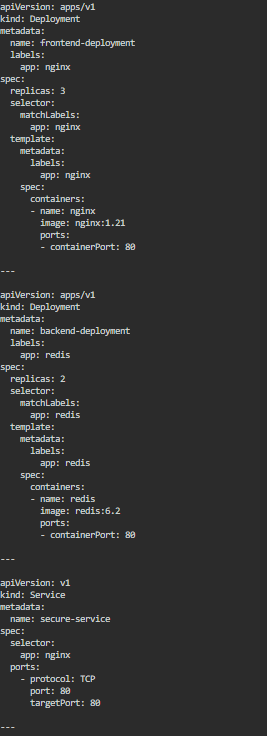 apiVersion: apps/v1
kind: Deployment
metadata:
  name: frontend-deployment
  labels:
    app: nginx
spec:
  replicas: 3
  selector:
    matchLabels:
      app: nginx
  template:
    metadata:
      labels:
        app: nginx
    spec:
      containers:
      - name: nginx
        image: nginx:1.21
        ports:
        - containerPort: 80

---

apiVersion: apps/v1
kind: Deployment
metadata:
  name: backend-deployment
  labels:
    app: redis
spec:
  replicas: 2
  selector:
    matchLabels:
      app: redis
  template:
    metadata:
      labels:
        app: redis
    spec:
      containers:
      - name: redis
        image: redis:6.2
        ports:
        - containerPort: 80

---

apiVersion: v1
kind: Service
metadata:
  name: secure-service
spec:
  selector:
    app: nginx
  ports:
    - protocol: TCP
      port: 80
      targetPort: 80

---